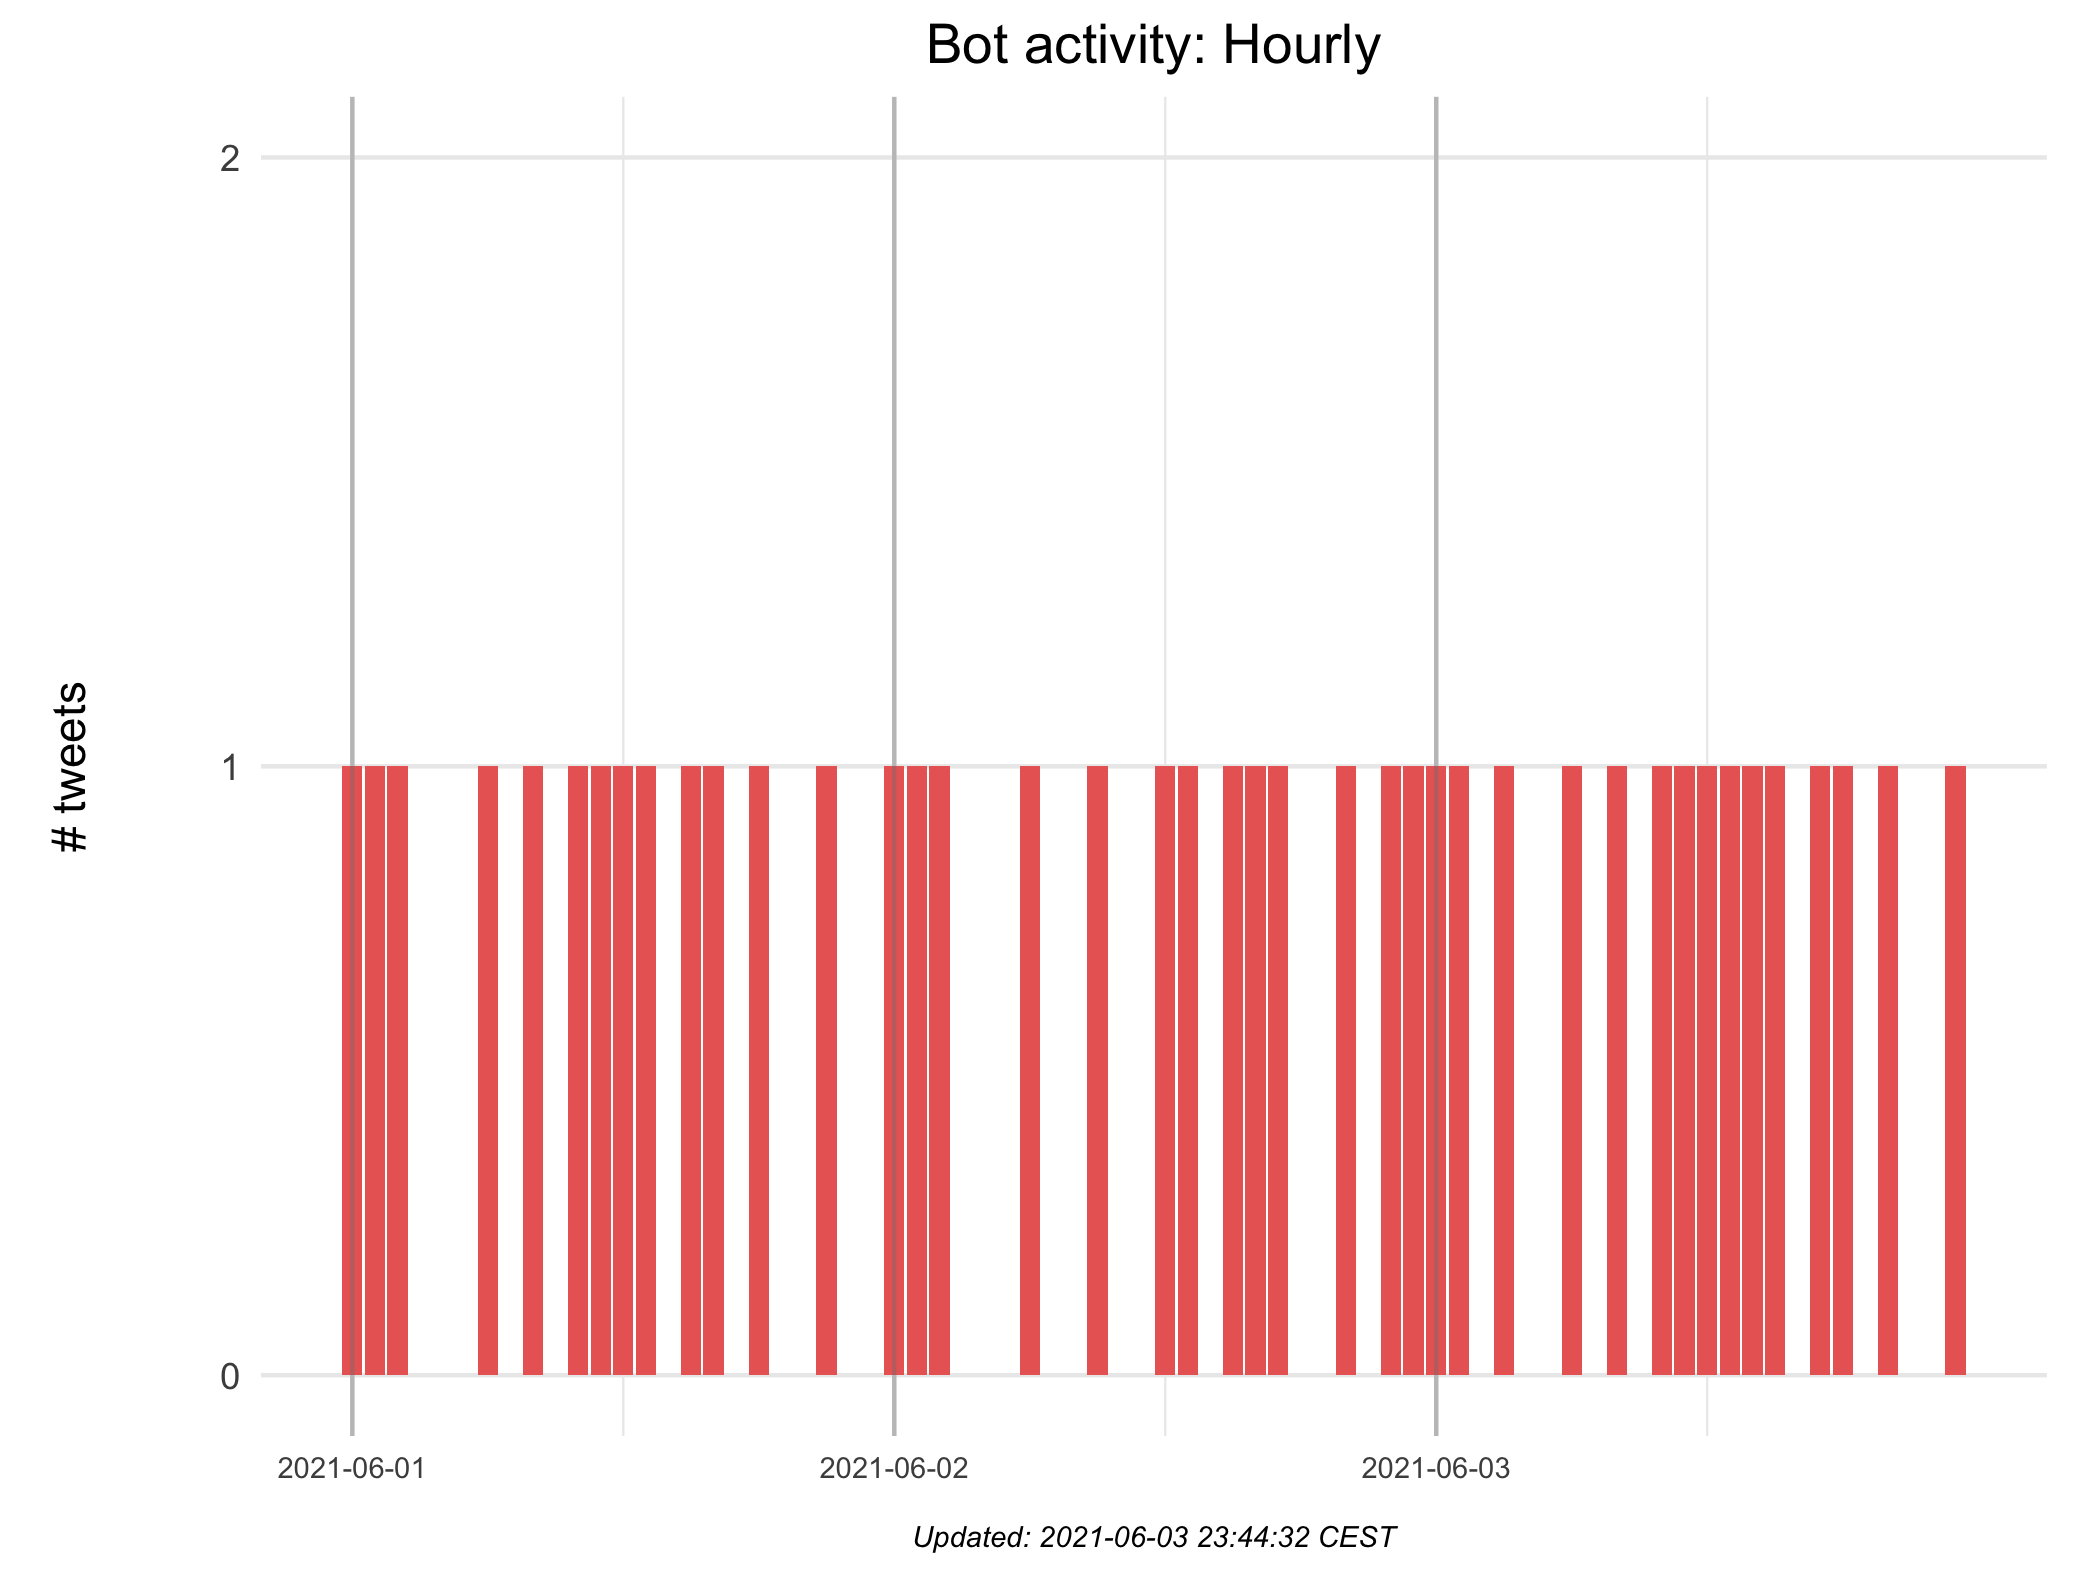 Bot activity: Hourly
# tweets
2
1
0
2021-06-01 2021-06-02 2021-06-03
Updated: 2021-06-03 23:44:32 CEST